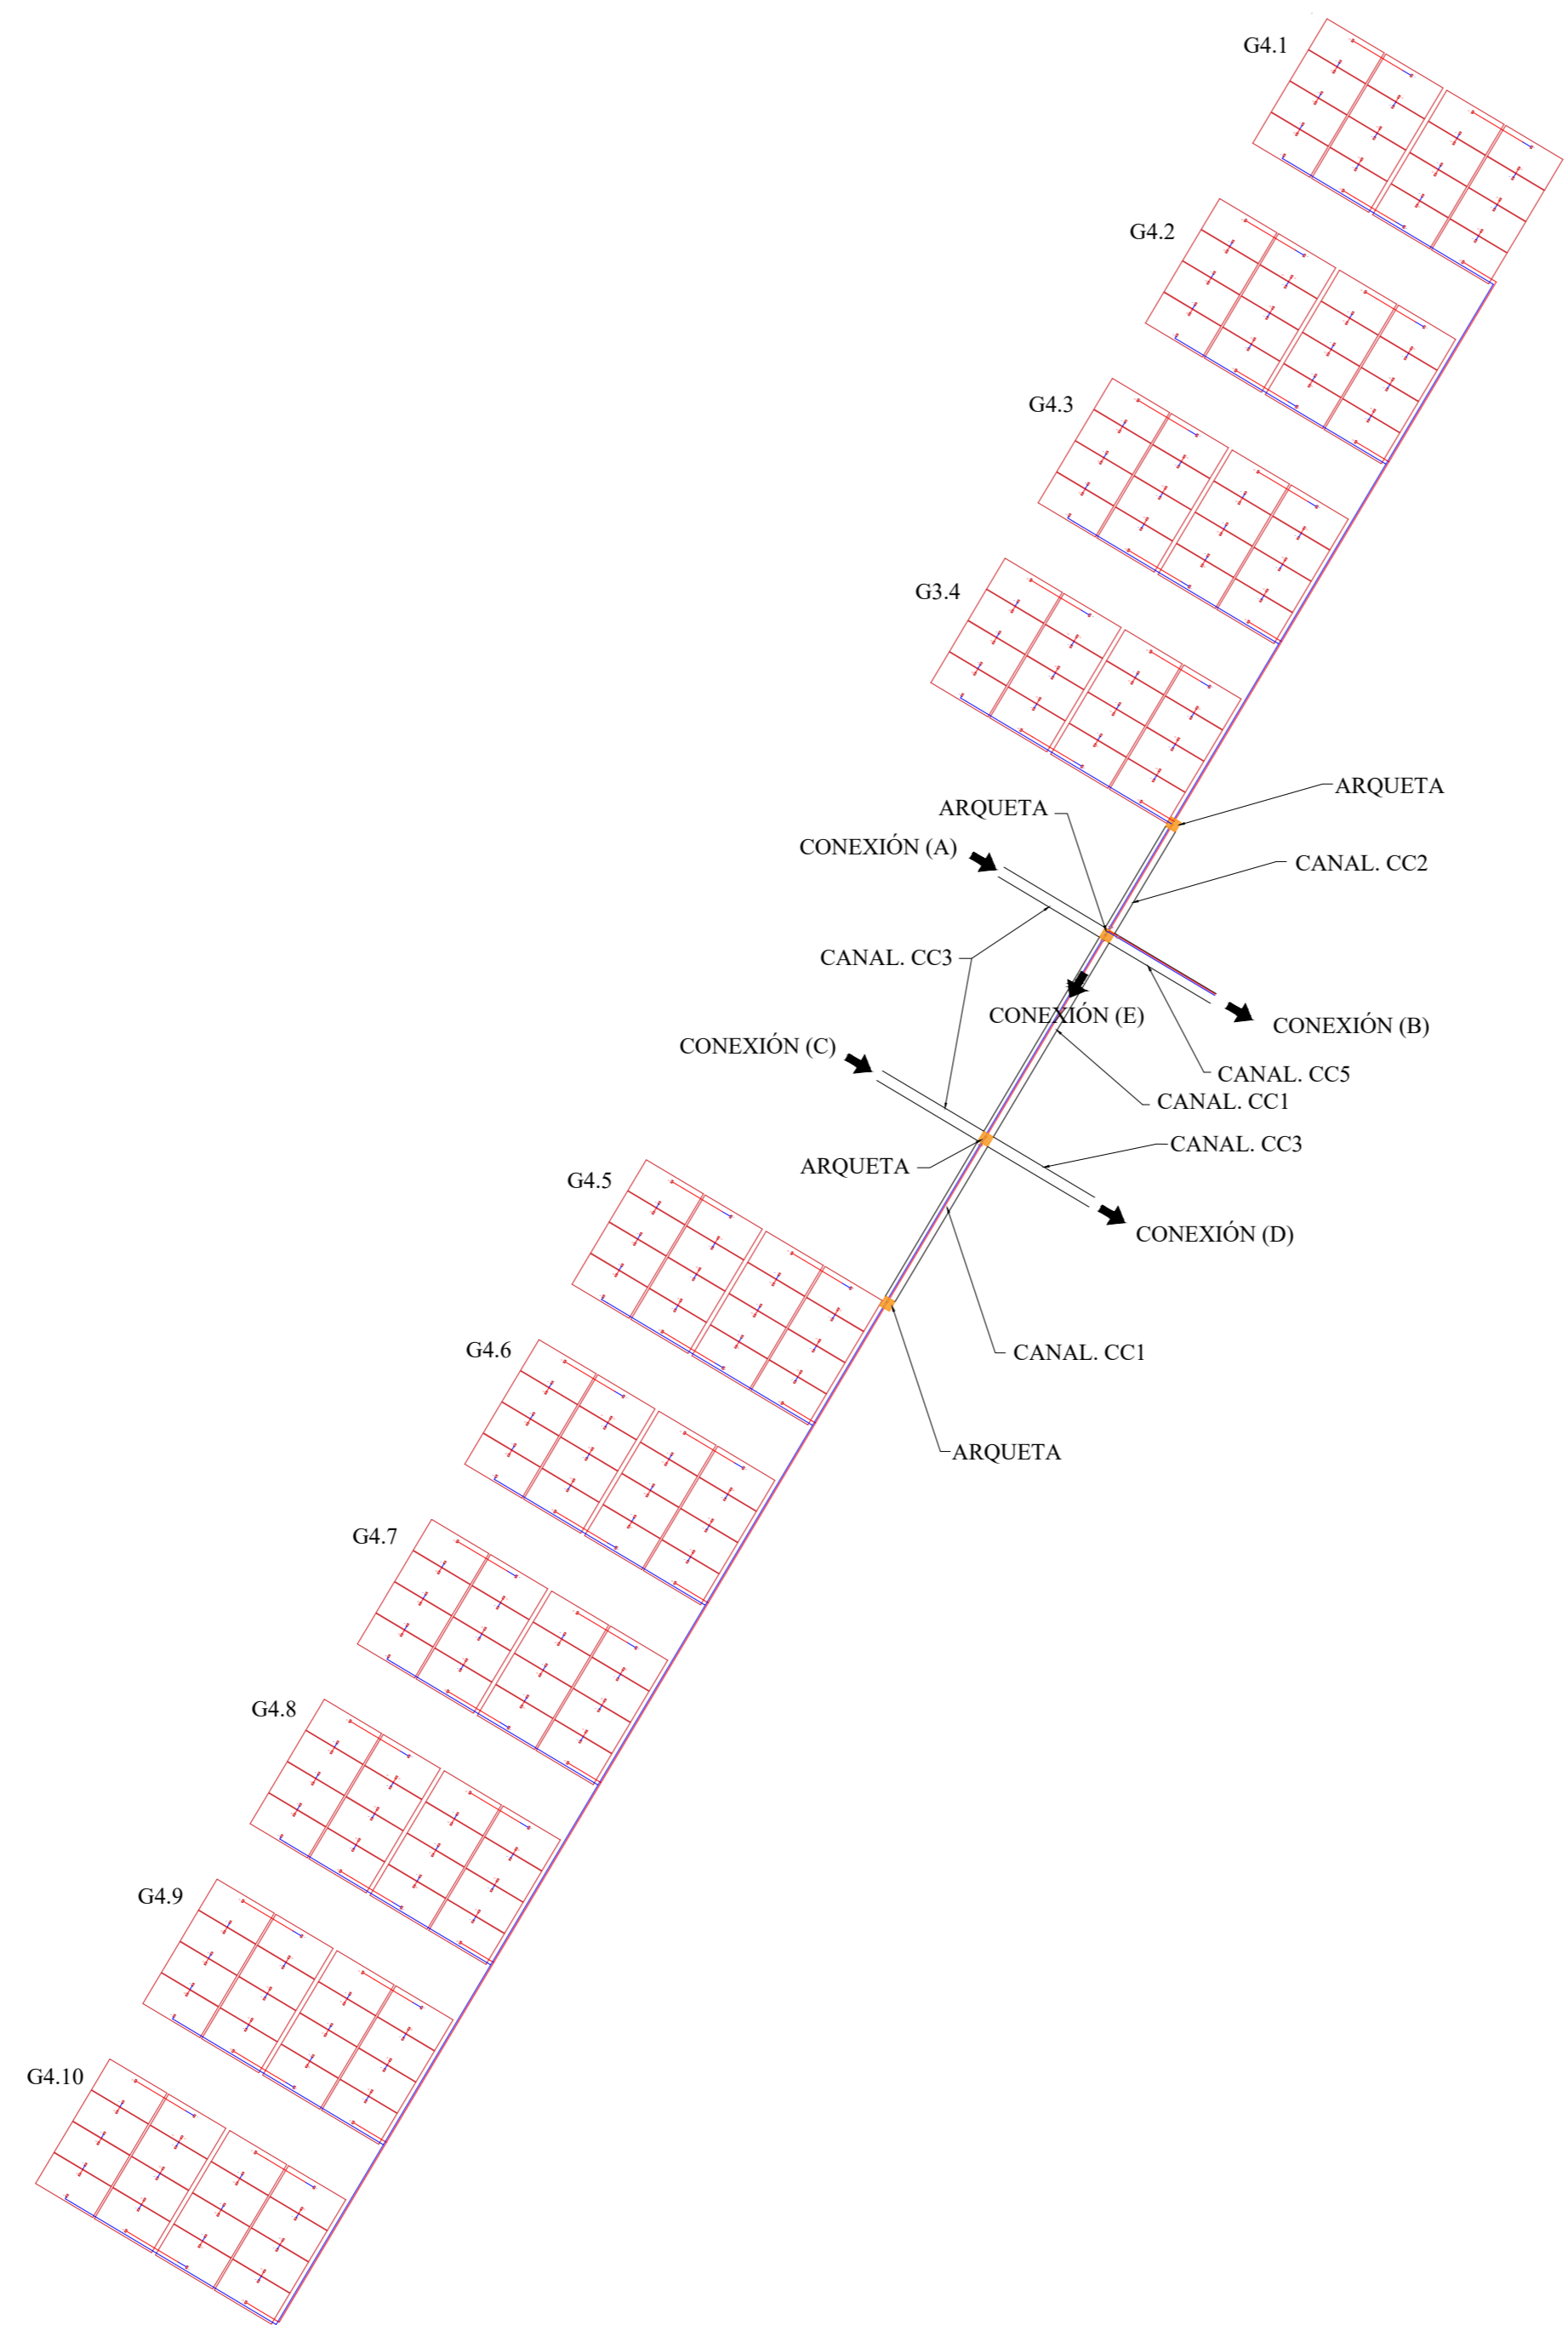 G4.1
G4.2
G4.3
G3.4
ARQUETA
ARQUETA
CONEXIÓN (A)
CANAL. CC2
CANAL. CC3
CONEXIÓN (E)
CONEXIÓN (B)
CONEXIÓN (C)
CANAL. CC5
CANAL. CC1
CANAL. CC3
ARQUETA
G4.5
CONEXIÓN (D)
G4.6
CANAL. CC1
ARQUETA
G4.7
G4.8
G4.9
G4.10